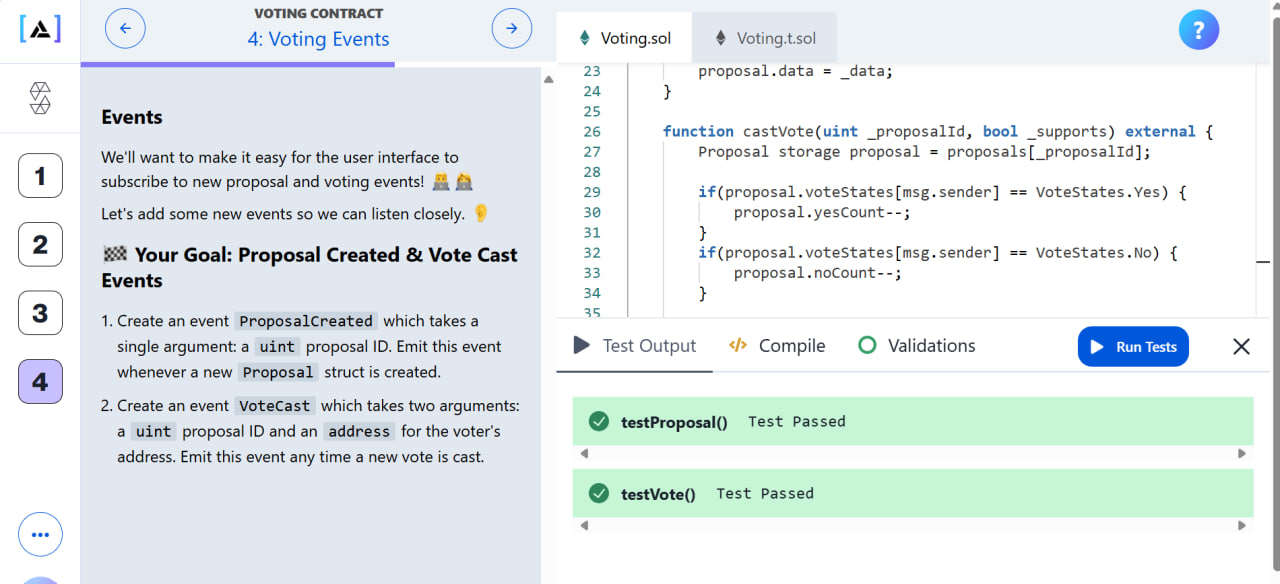 VOTING CONTRACT
4: Voting Events
1
2
3
4
Events
We'll want to make it easy for the user interface to
subscribe to new proposal and voting events! 👨‍💻 👩‍💻
Let's add some new events so we can listen closely. 👂
🏁 Your Goal: Proposal Created & Vote Cast
Events
1. Create an event ProposalCreated which takes a
single argument: a uint proposal ID. Emit this event
whenever a new Proposal struct is created.
2. Create an event VoteCast which takes two arguments:
a uint proposal ID and an address for the voter's
address. Emit this event any time a new vote is cast.
Voting.sol
Voting.t.sol
?
23 proposal.data = _data;
24 }
25
26 function castVote(uint _proposalId, bool _supports) external {
27 Proposal storage proposal = proposals[_proposalId];
28
29 if(proposal.voteStates[msg.sender] == VoteStates.Yes) {
30 proposal.yesCount--;
31 }
32 if(proposal.voteStates[msg.sender] == VoteStates.No) {
33 proposal.noCount--;
34 }
35
Test Output
</> Compile
Validations
Run Tests
testProposal() Test Passed
testVote() Test Passed